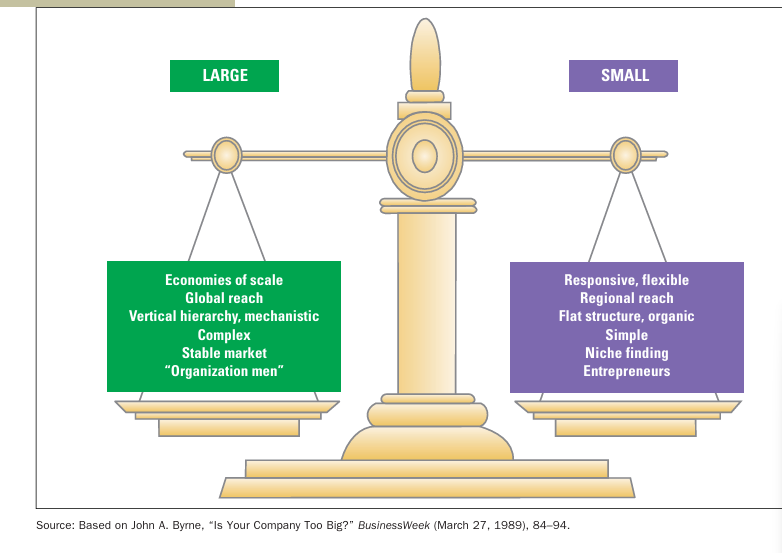 LARGE
SMALL
Economies of scale
Global reach
Vertical hierarchy, mechanistic
Complex
Stable market
“Organization men”
Responsive, flexible
Regional reach
Flat structure, organic
Simple
Niche finding
Entrepreneurs
Source: Based on John A. Byrne, “Is Your Company Too Big?” BusinessWeek (March 27, 1989), 84–94.